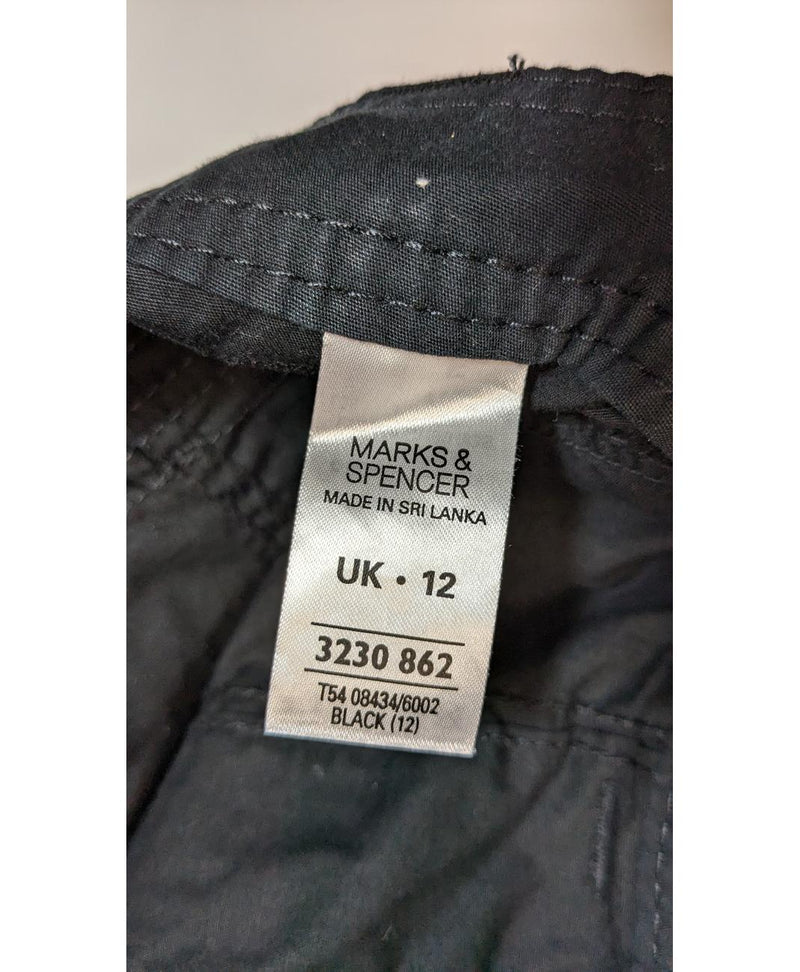 MARKS &
SPENCER
MADE IN SRI LANKA
UK • 12
3230 862
T54 08434/6002
BLACK (12)